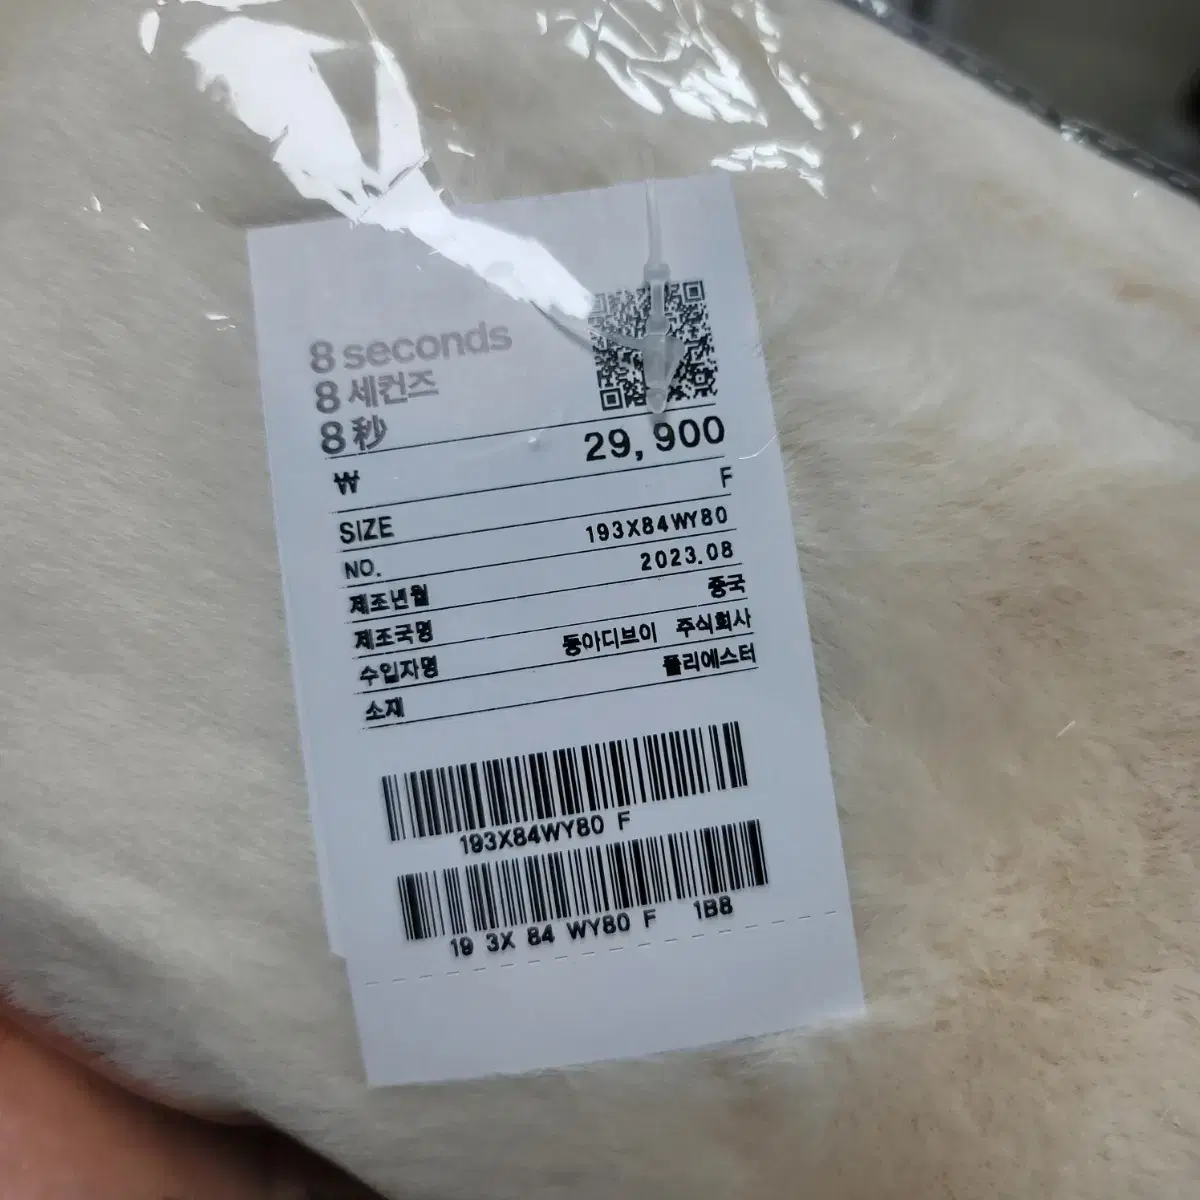 8 seconds
8 세컨즈
8 秒
₩ 29,900
SIZE F
NO. 193X84WY80
제조년월 2023.08
제조국명 중국
수입자명 동아디브이 주식회사
소재 폴리에스터
193X84WY80 F
19 3X 84 WY80 F 1B8